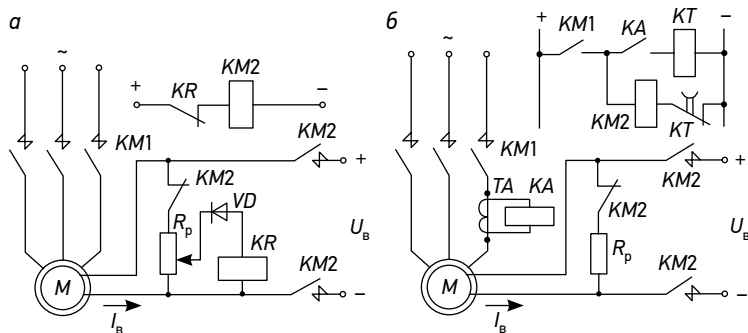 а
~
+
KR
KM2
–
KM1
KM2
+
KM2
Rр
VD
KR
Uв
KM2
–
M
Iв
б
~
+
KM1
KA
KT
–
KM2
KT
KM1
TA
KA
KM2
+
KM2
Rр
Uв
KM2
–
M
Iв